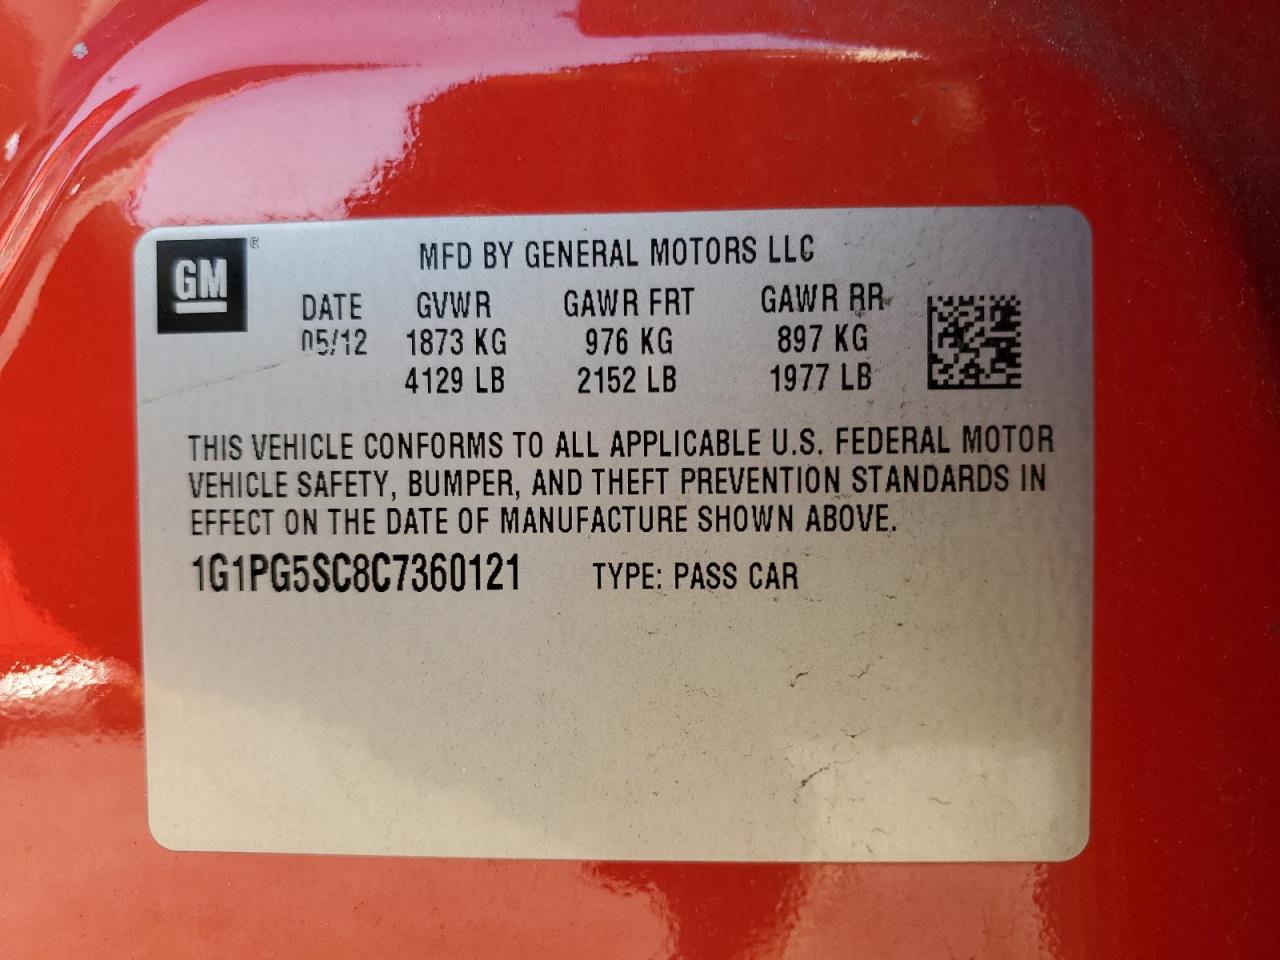 GM®
MFD BY GENERAL MOTORS LLC
DATE GVWR GAWR FRT GAWR RR
05/12 1873 KG 976 KG 897 KG
4129 LB 2152 LB 1977 LB
THIS VEHICLE CONFORMS TO ALL APPLICABLE U.S. FEDERAL MOTOR
VEHICLE SAFETY, BUMPER, AND THEFT PREVENTION STANDARDS IN
EFFECT ON THE DATE OF MANUFACTURE SHOWN ABOVE.
1G1PG5SC8C7360121 TYPE: PASS CAR